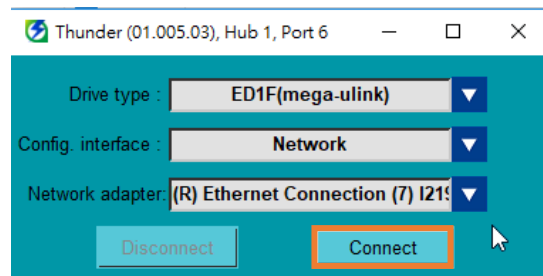 Thunder (01.005.03), Hub 1, Port 6
Drive type : ED1F(mega-ulink)
Config. interface : Network
Network adapter: (R) Ethernet Connection (7) I219
Disconnect Connect